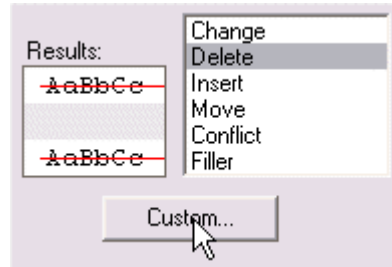 Results:
AaBbCc
AaBbCc
Change
Delete
Insert
Move
Conflict
Filler
Custom...